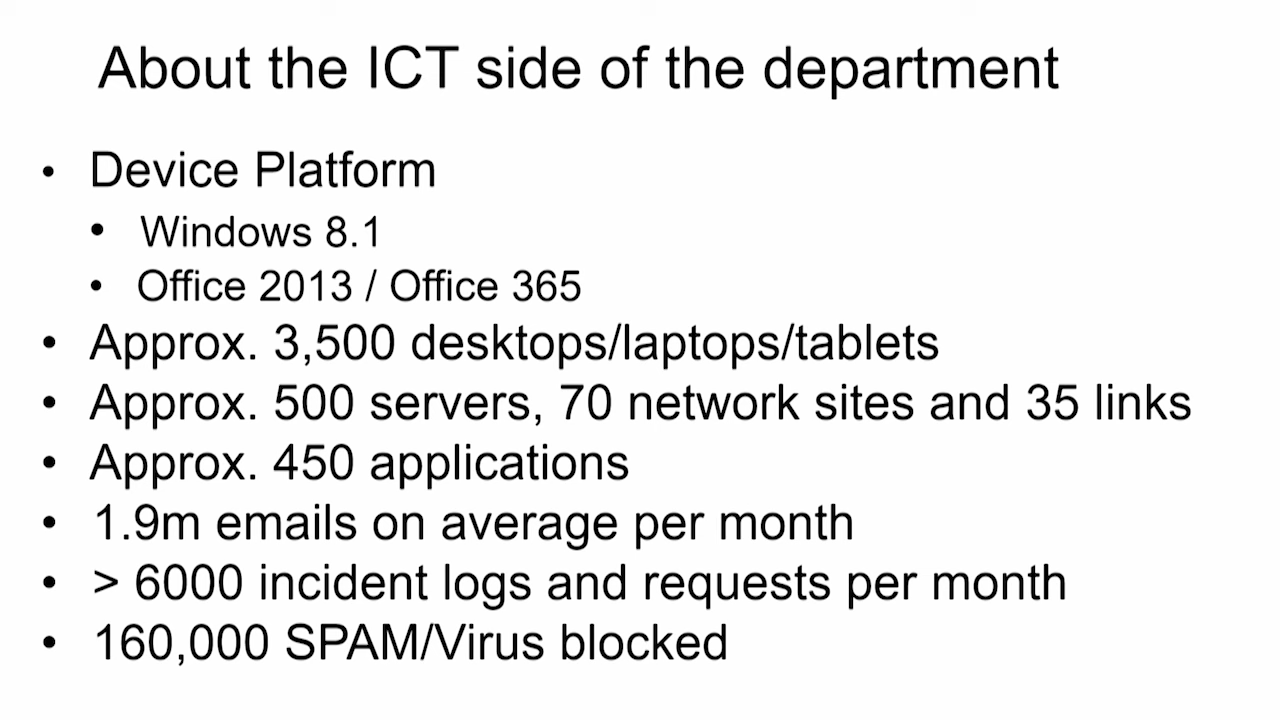 About the ICT side of the department
• Device Platform
• Windows 8.1
• Office 2013 / Office 365
• Approx. 3,500 desktops/laptops/tablets
• Approx. 500 servers, 70 network sites and 35 links
• Approx. 450 applications
• 1.9m emails on average per month
• > 6000 incident logs and requests per month
• 160,000 SPAM/Virus blocked